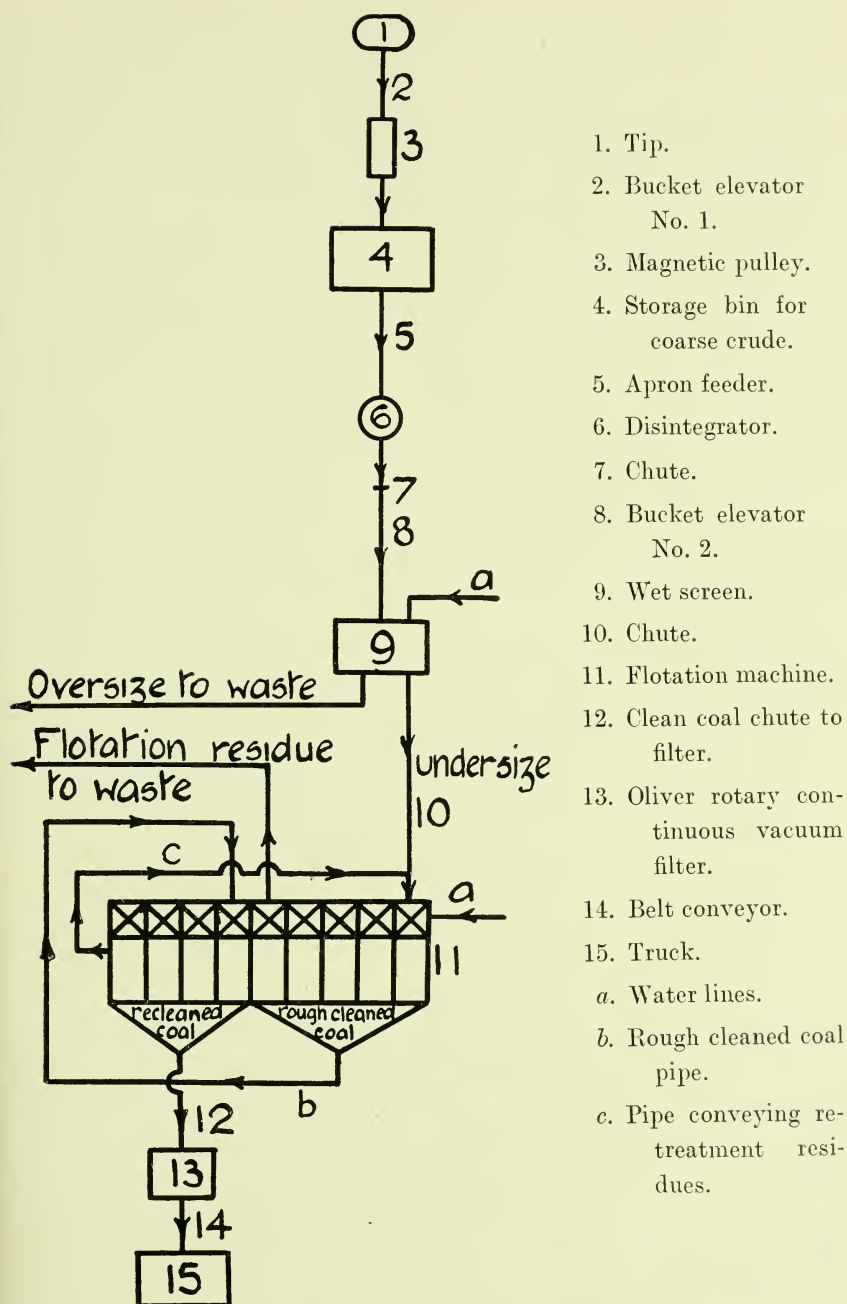 1
2
3
4
5
6
7
8
a
9
Oversize to waste
Flotation residue
to waste
undersize
10
c
a
11
recleaned
coal
rough cleaned
coal
b
12
13
14
15
1. Tip.
2. Bucket elevator
No. 1.
3. Magnetic pulley.
4. Storage bin for
coarse crude.
5. Apron feeder.
6. Disintegrator.
7. Chute.
8. Bucket elevator
No. 2.
9. Wet screen.
10. Chute.
11. Flotation machine.
12. Clean coal chute to
filter.
13. Oliver rotary con-
tinuous vacuum
filter.
14. Belt conveyor.
15. Truck.
a. Water lines.
b. Rough cleaned coal
pipe.
c. Pipe conveying re-
treatment resi-
dues.